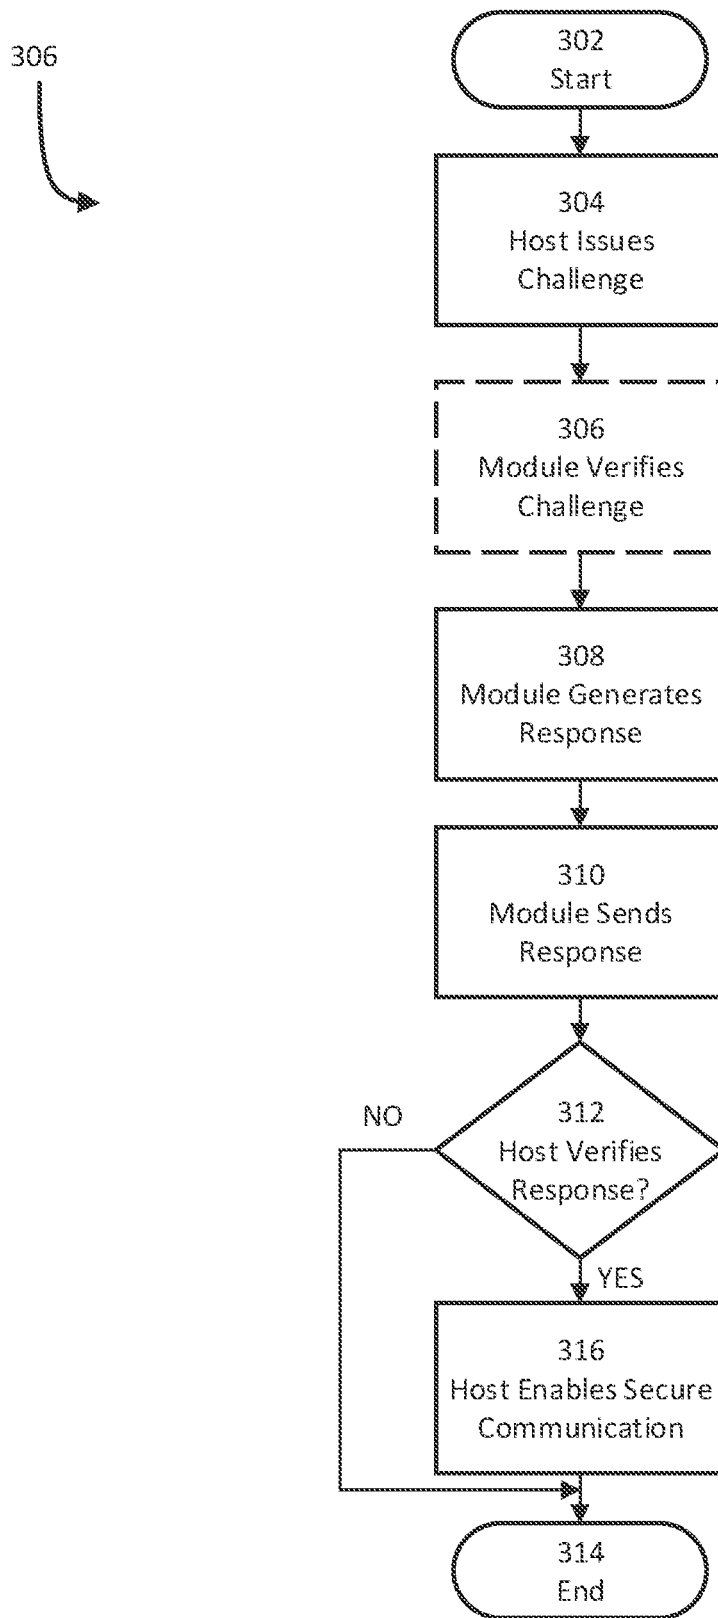 306
302
Start
304
Host Issues
Challenge
306
Module Verifies
Challenge
308
Module Generates
Response
310
Module Sends
Response
312
Host Verifies
Response?
NO
YES
316
Host Enables Secure
Communication
314
End